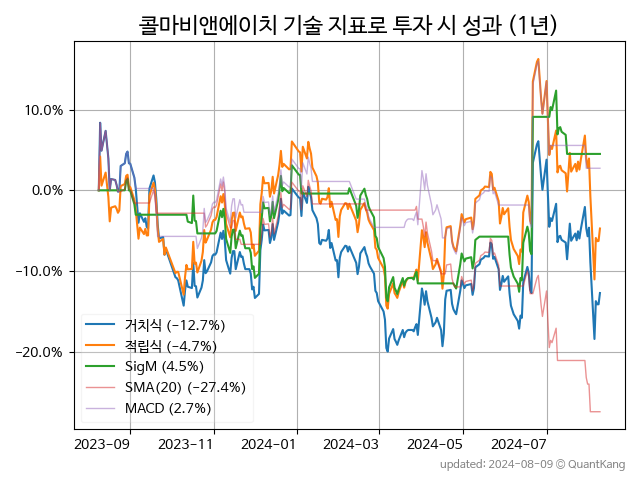 콜마비앤에이치 기술 지표로 투자 시 성과 (1년)
10.0%
0.0%
−10.0%
−20.0%
거치식 (−12.7%)
적립식 (−4.7%)
SigM (4.5%)
SMA(20) (−27.4%)
MACD (2.7%)
2023-09 2023-11 2024-01 2024-03 2024-05 2024-07
updated: 2024-08-09 © QuantKang